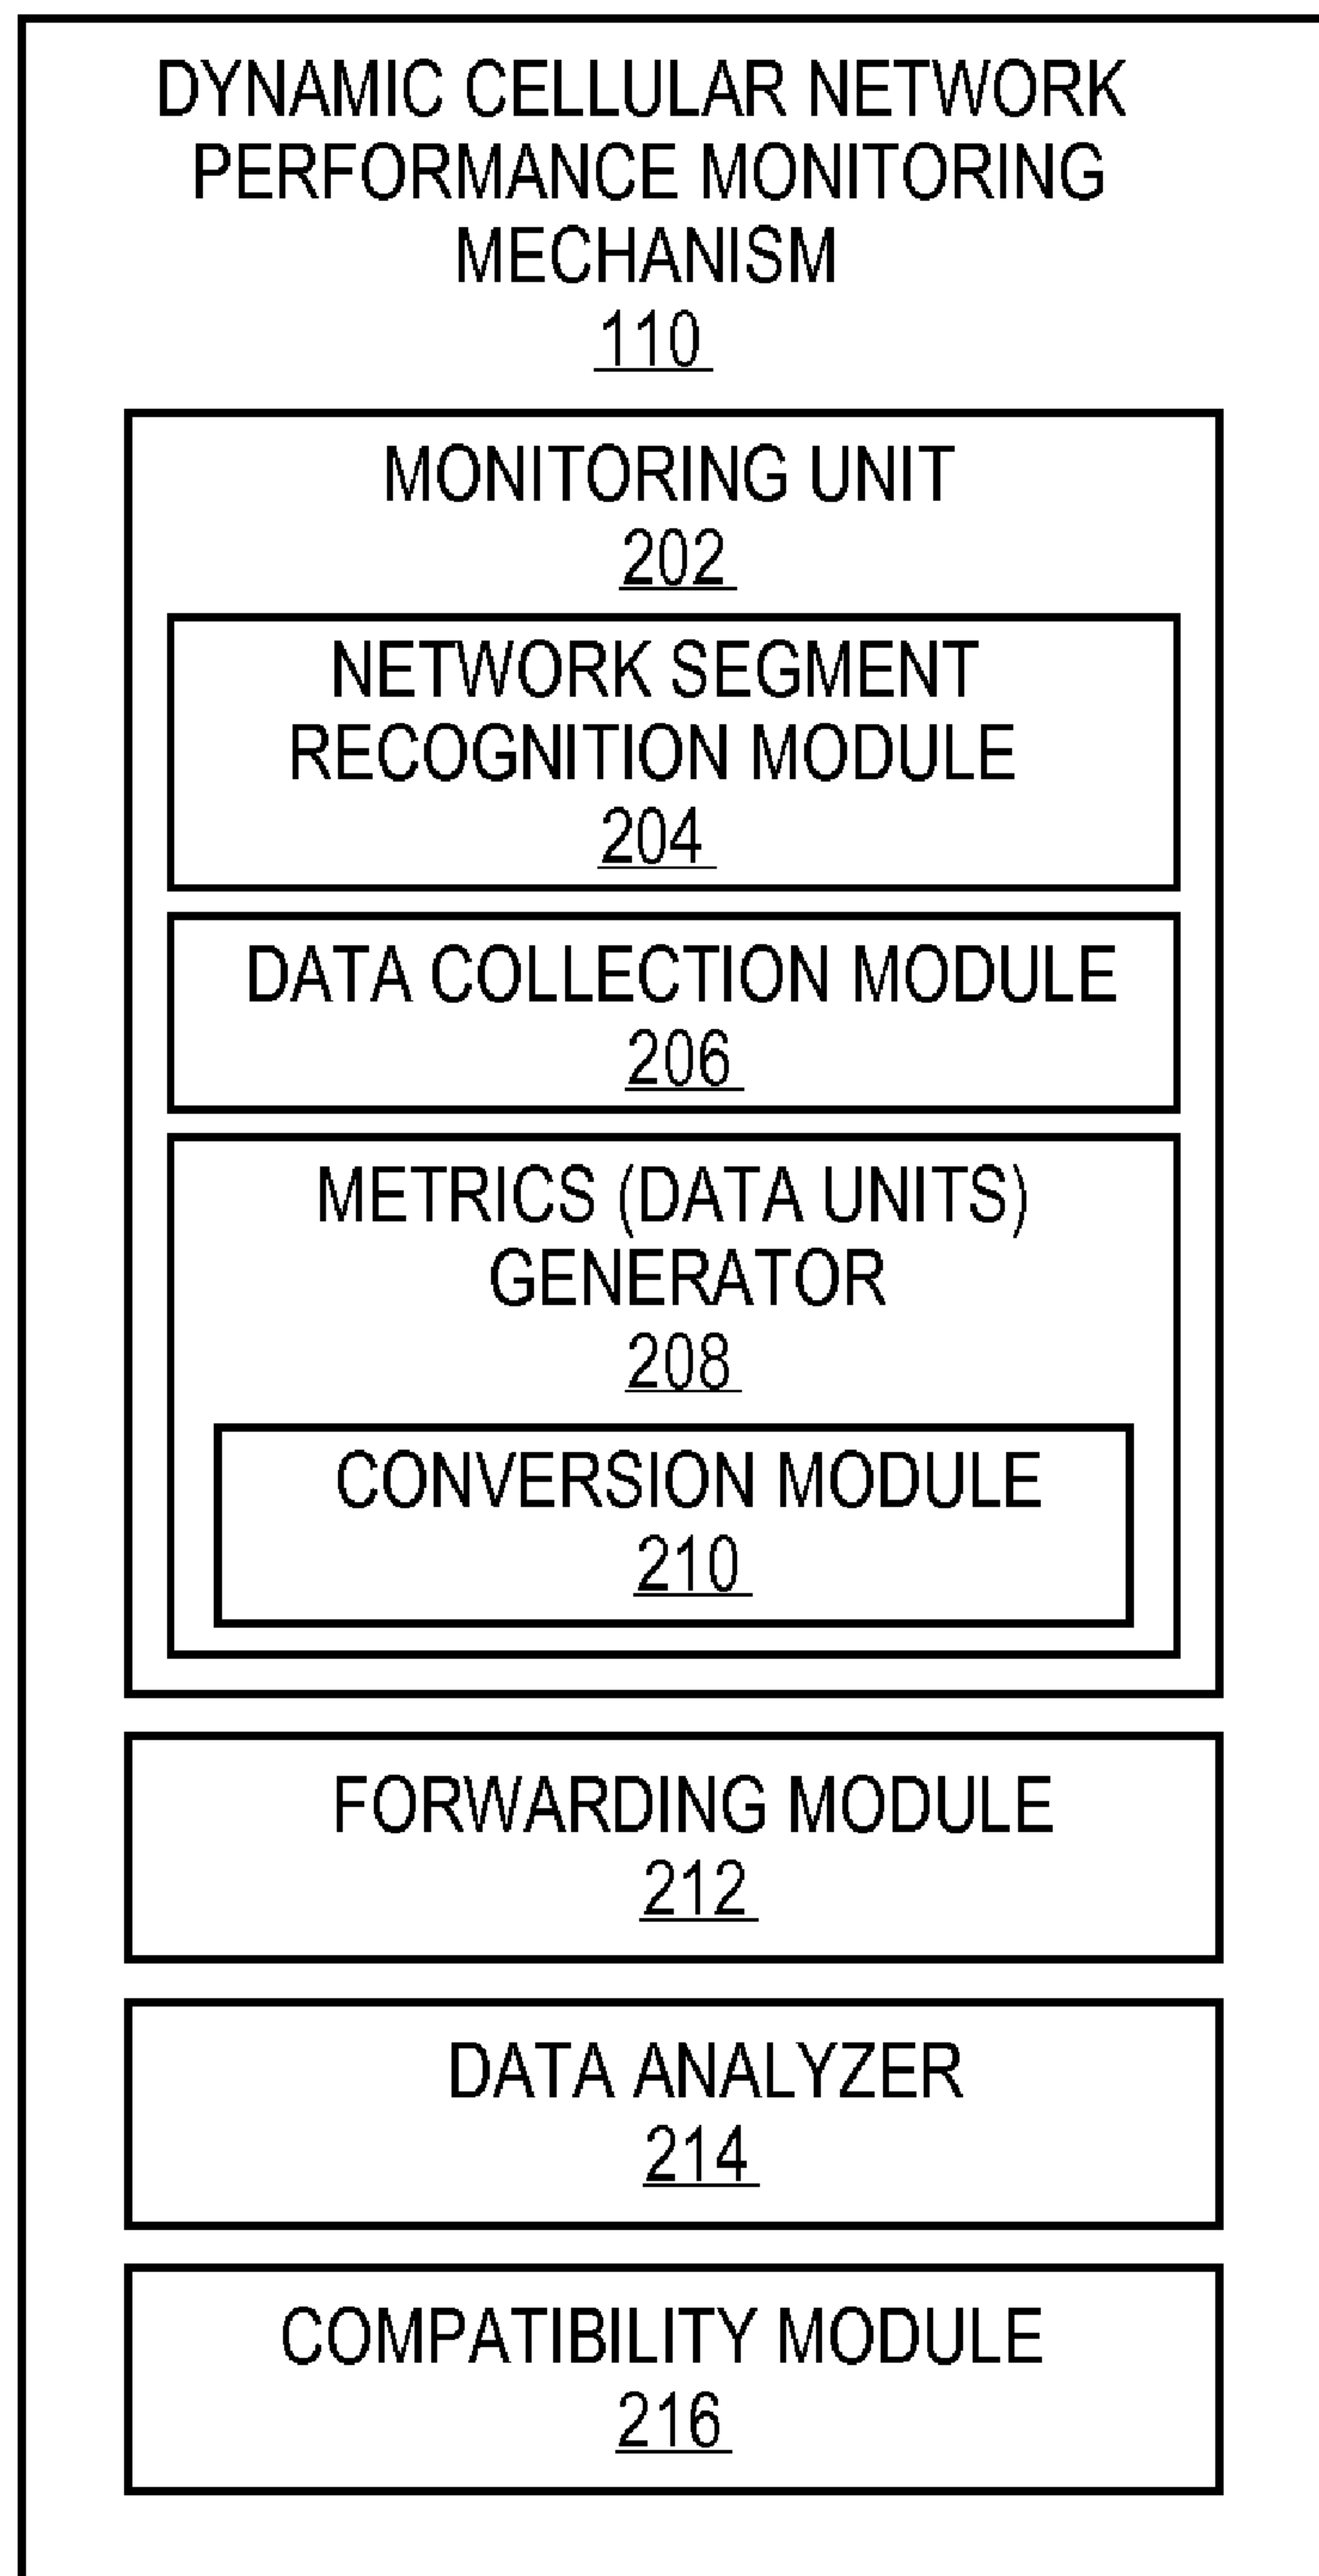 DYNAMIC CELLULAR NETWORK
PERFORMANCE MONITORING
MECHANISM
110
MONITORING UNIT
202
NETWORK SEGMENT
RECOGNITION MODULE
204
DATA COLLECTION MODULE
206
METRICS (DATA UNITS)
GENERATOR
208
CONVERSION MODULE
210
FORWARDING MODULE
212
DATA ANALYZER
214
COMPATIBILITY MODULE
216